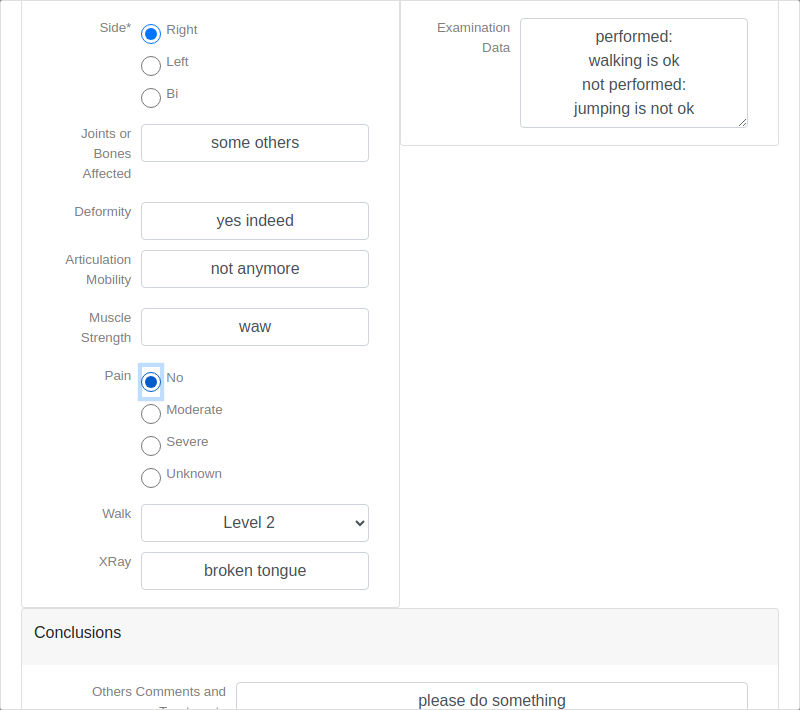 Side*
Right
Left
Bi
Joints or
Bones
Affected
some others
Deformity
yes indeed
Articulation
Mobility
not anymore
Muscle
Strength
waw
Pain
No
Moderate
Severe
Unknown
Walk
Level 2
XRay
broken tongue
Examination
Data
performed:
walking is ok
not performed:
jumping is not ok
Conclusions
Others Comments and
please do something